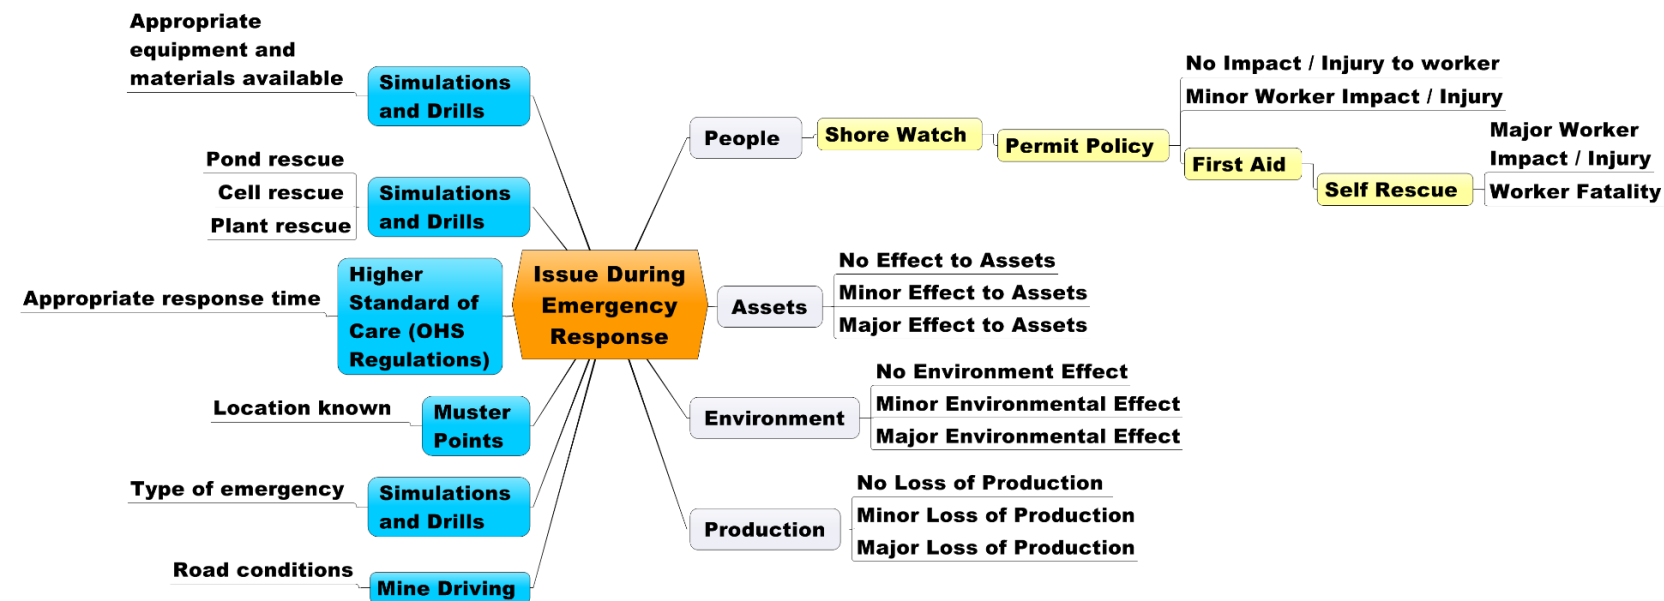 Appropriate
equipment and
materials available
Simulations
and Drills
Pond rescue
Cell rescue
Plant rescue
Simulations
and Drills
Appropriate response time
Higher
Standard of
Care (OHS
Regulations)
Location known
Muster
Points
Type of emergency
Simulations
and Drills
Road conditions
Mine Driving
Issue During
Emergency
Response
People
Shore Watch
Permit Policy
No Impact / Injury to worker
Minor Worker Impact / Injury
First Aid
Self Rescue
Major Worker
Impact / Injury
Worker Fatality
Assets
No Effect to Assets
Minor Effect to Assets
Major Effect to Assets
Environment
No Environment Effect
Minor Environmental Effect
Major Environmental Effect
Production
No Loss of Production
Minor Loss of Production
Major Loss of Production